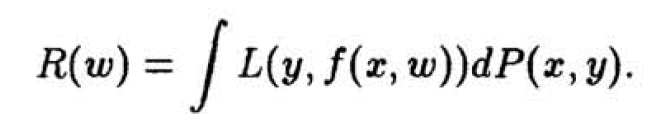 R(w) = ∫ L(y, f(x, w))dP(x, y).